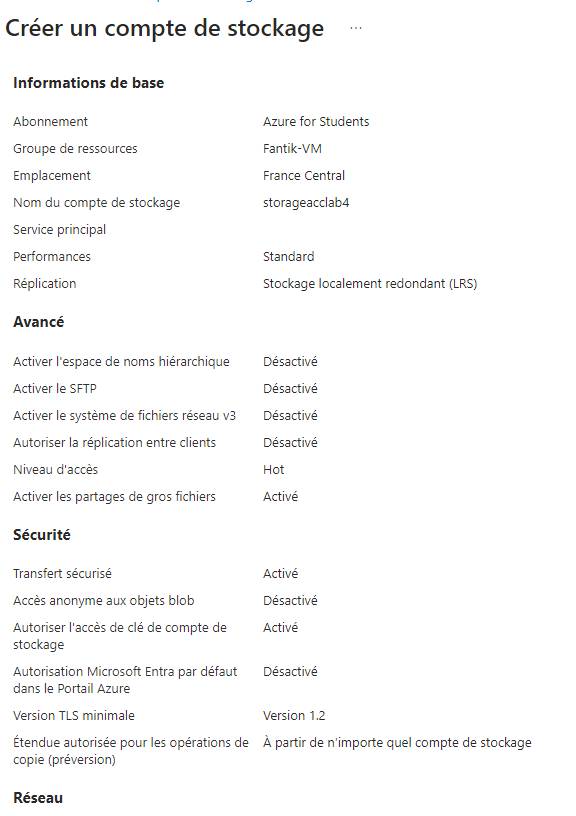 Créer un compte de stockage ...
Informations de base
Abonnement Azure for Students
Groupe de ressources Fantik-VM
Emplacement France Central
Nom du compte de stockage storageacclab4
Service principal
Performances Standard
Réplication Stockage localement redondant (LRS)
Avancé
Activer l'espace de noms hiérarchique Désactivé
Activer le SFTP Désactivé
Activer le système de fichiers réseau v3 Désactivé
Autoriser la réplication entre clients Désactivé
Niveau d'accès Hot
Activer les partages de gros fichiers Activé
Sécurité
Transfert sécurisé Activé
Accès anonyme aux objets blob Désactivé
Autoriser l'accès de clé de compte de Activé
stockage
Autorisation Microsoft Entra par défaut Désactivé
dans le Portail Azure
Version TLS minimale Version 1.2
Étendue autorisée pour les opérations de À partir de n'importe quel compte de stockage
copie (préversion)
Réseau